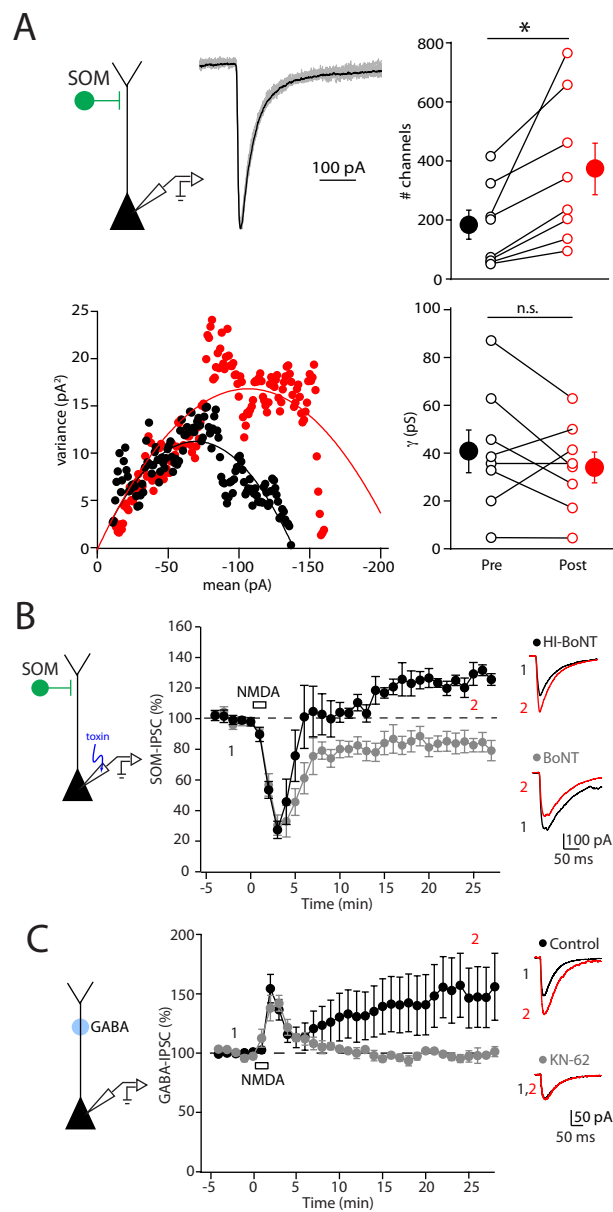 A
SOM
100 pA
*
# channels
800
600
400
200
0
variance (pA²)
25
20
15
10
5
0
0 -50 -100 -150 -200
mean (pA)
n.s.
γ (pS)
100
80
60
40
20
0
Pre Post
B
SOM
toxin
SOM-IPSC (%)
160
140
120
100
80
60
40
20
0
NMDA
1
2
-5 0 5 10 15 20 25
Time (min)
HI-BoNT
1
2
BoNT
2
1
100 pA
50 ms
C
GABA
GABA-IPSC (%)
200
150
100
50
0
1
2
NMDA
-5 0 5 10 15 20 25
Time (min)
Control
1
2
KN-62
1,2
50 pA
50 ms